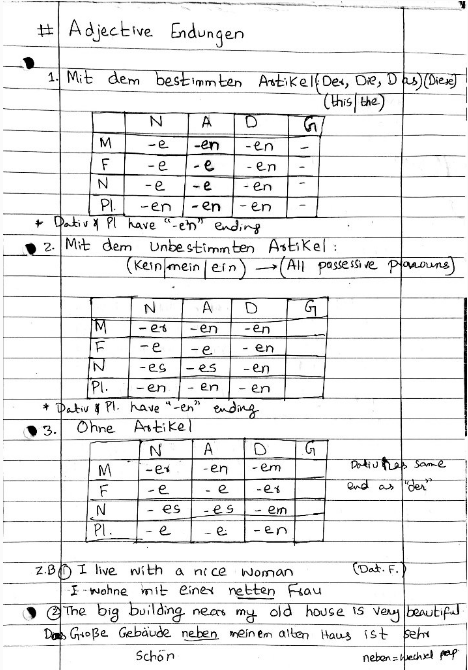 # Adjective Endungen
1. Mit dem bestimmten Artikel(Der, Die, Das)(Diese)
(this/the)
N A D G
M -e -en -en -
F -e -e -en -
N -e -e -en -
Pl. -en -en -en -
* Dativ & Pl have "-en" ending
2. Mit dem Unbestimmten Artikel:
(Kein/mein/ein) → (All possessive pronouns)
N A D G
M -er -en -en
F -e -e -en
N -es -es -en
Pl. -en -en -en
* Dativ & Pl. have "-en" ending
3. Ohne Artikel
N A D G
M -er -en -em
F -e -e -er
N -es -es -em
Pl. -e -e -en
Dativ has same
end as "der"
Z.B ① I live with a nice woman (Dat. F.)
I wohne mit einer netten Frau
② The big building near my old house is very beautiful.
Das Große Gebäude neben meinem alten Haus ist sehr
Schön
neben = wechsel prep